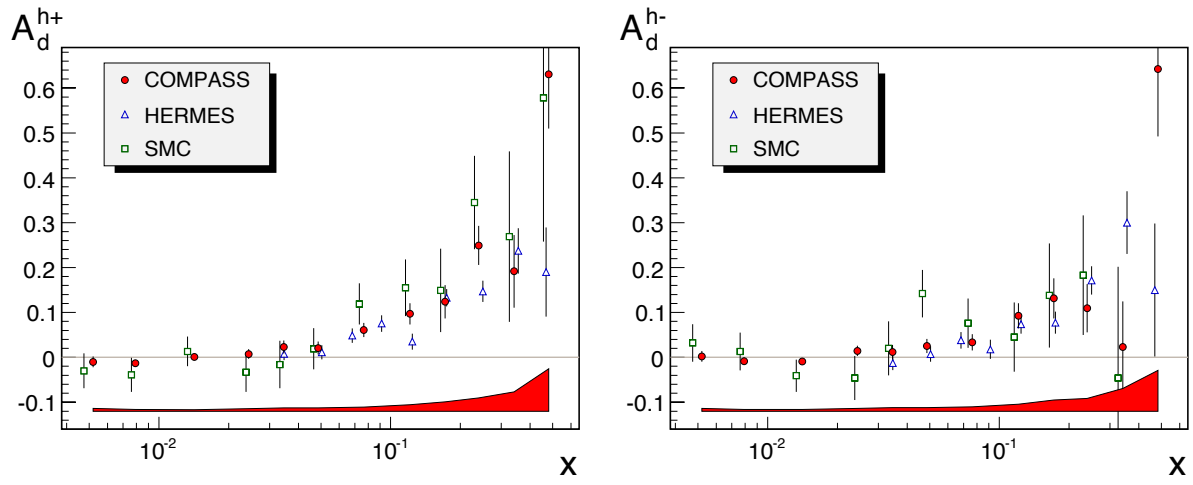 A_d^{h+}
COMPASS
HERMES
SMC
0.6
0.5
0.4
0.3
0.2
0.1
0
-0.1
10^{-2}
10^{-1}
x
A_d^{h-}
COMPASS
HERMES
SMC
0.6
0.5
0.4
0.3
0.2
0.1
0
-0.1
10^{-2}
10^{-1}
x